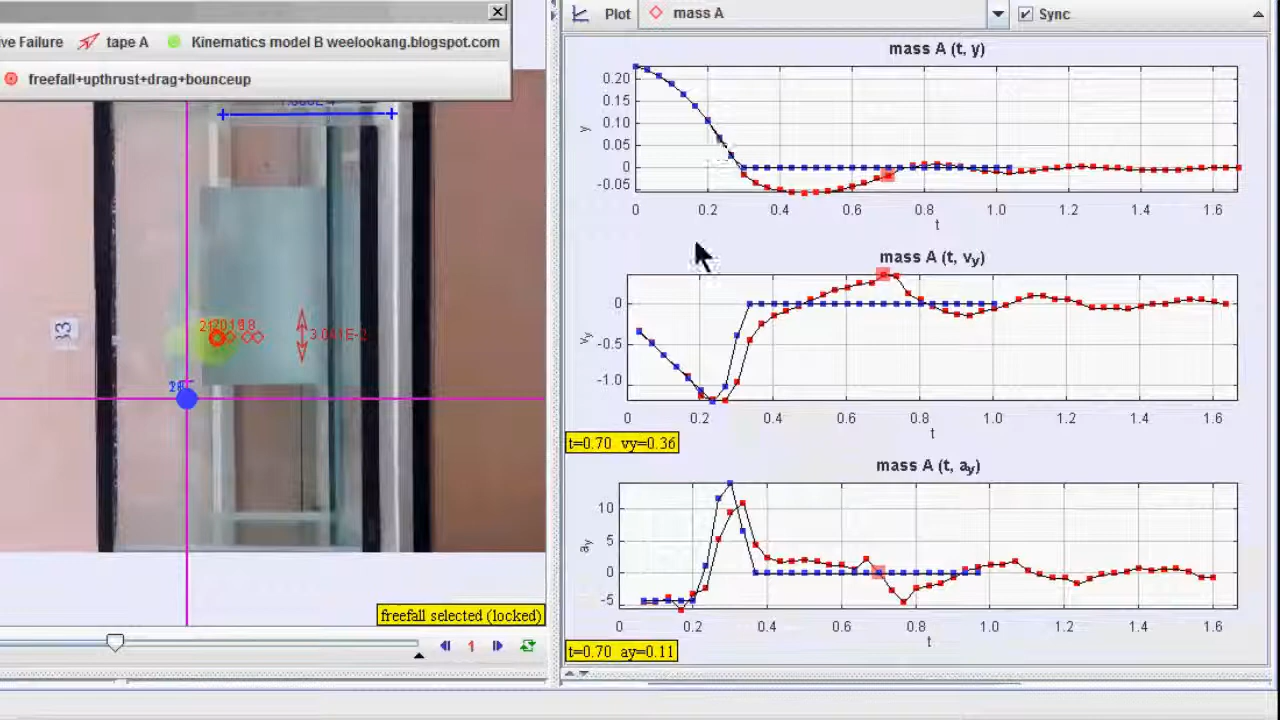 ive Failure tape A Kinematics model B weelookang.blogspot.com
freefall+upthrust+drag+bounceup
33
3.041E-2
freefall selected (locked)
1
Plot mass A Sync
mass A (t, y)
y
0.20
0.15
0.10
0.05
0
-0.05
0 0.2 0.4 0.6 0.8 1.0 1.2 1.4 1.6
t
mass A (t, vy)
vy
0
-0.5
-1.0
0 0.2 0.4 0.6 0.8 1.0 1.2 1.4 1.6
t
t=0.70 vy=0.36
mass A (t, ay)
ay
10
5
0
-5
0 0.2 0.4 0.6 0.8 1.0 1.2 1.4 1.6
t
t=0.70 ay=0.11